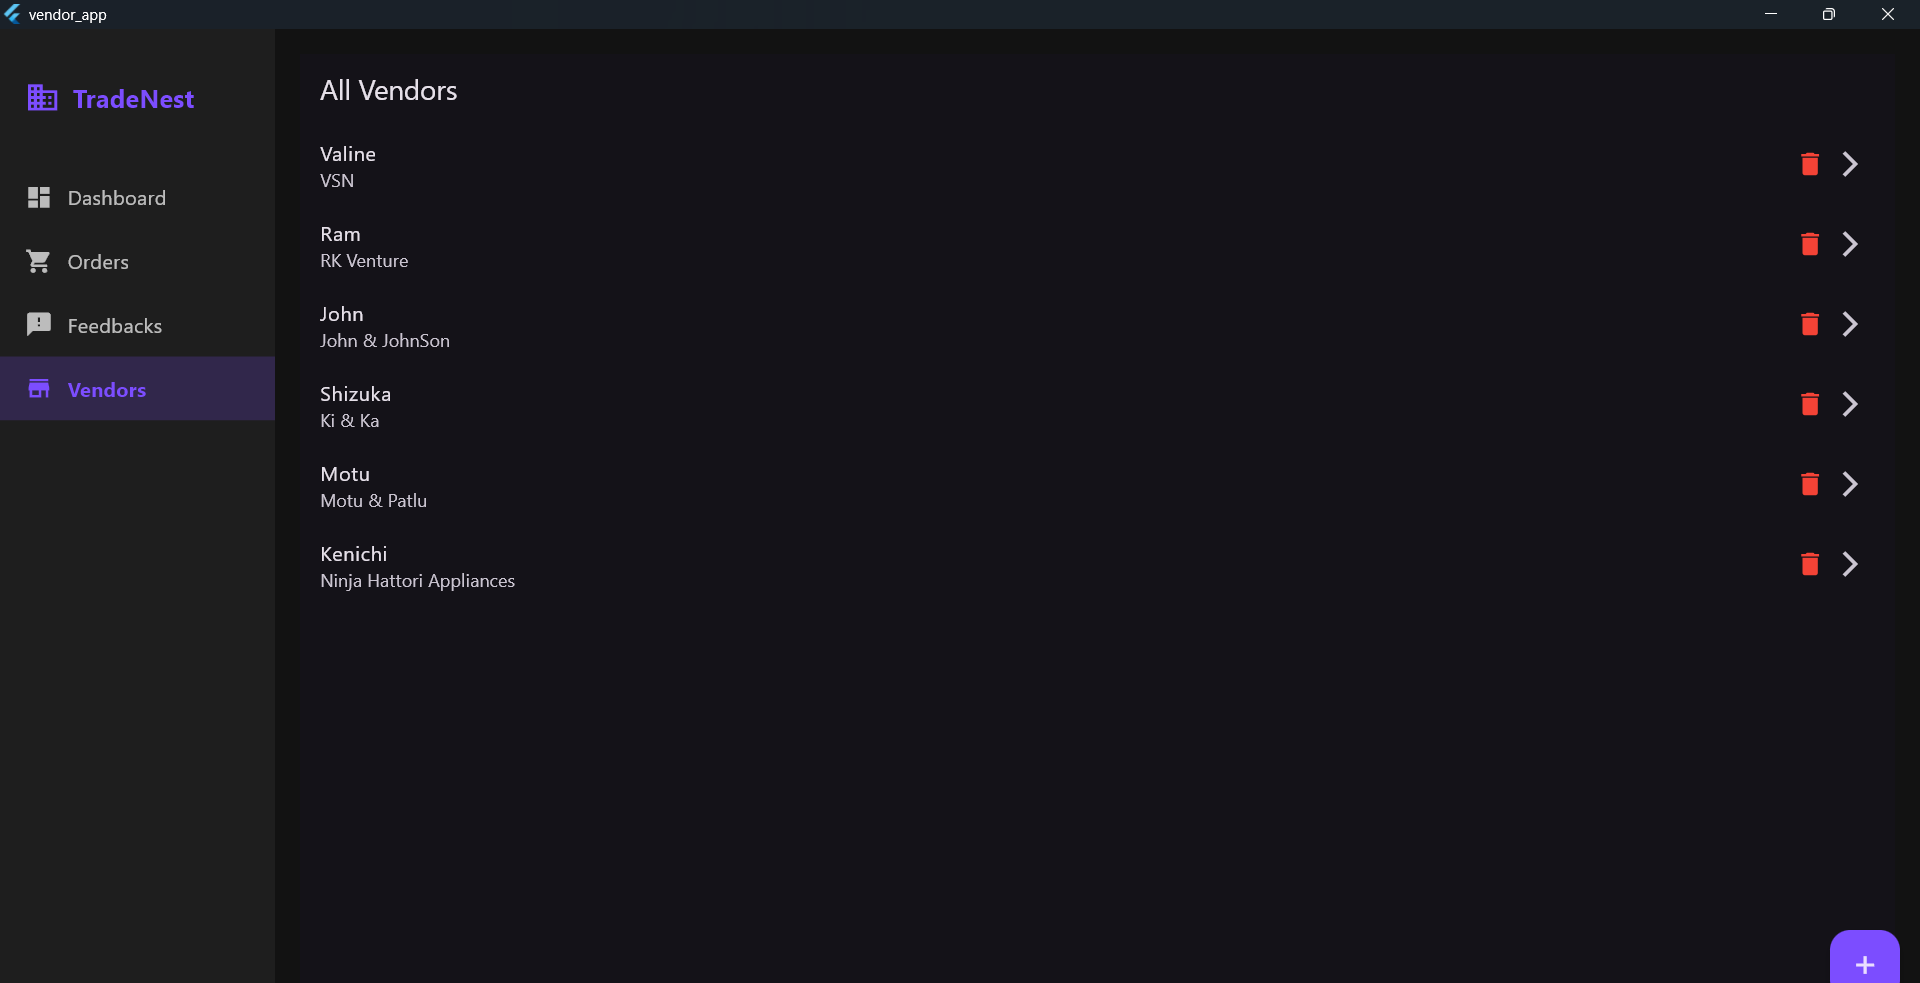 vendor_app
TradeNest
Dashboard
Orders
Feedbacks
Vendors
All Vendors
Valine
VSN
Ram
RK Venture
John
John & JohnSon
Shizuka
Ki & Ka
Motu
Motu & Patlu
Kenichi
Ninja Hattori Appliances